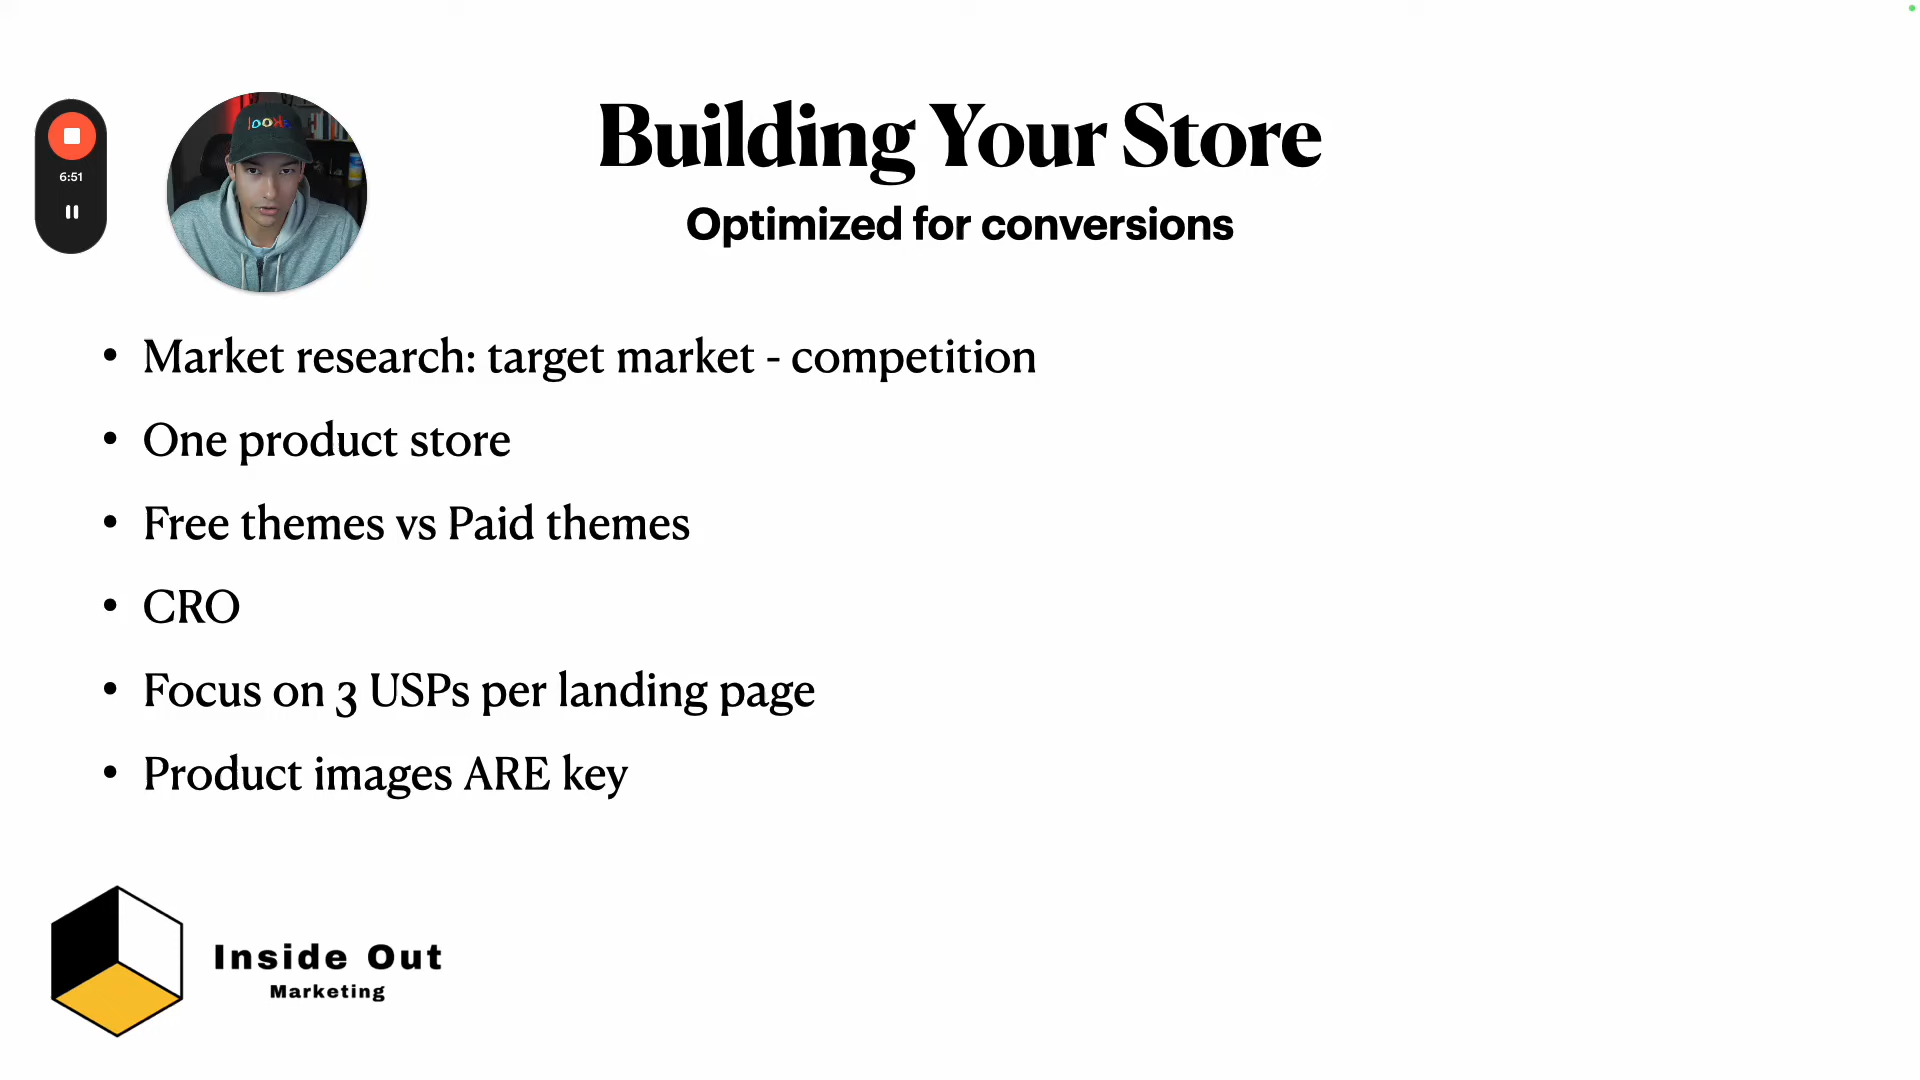 Building Your Store
Optimized for conversions
6:51
• Market research: target market - competition
• One product store
• Free themes vs Paid themes
• CRO
• Focus on 3 USPs per landing page
• Product images ARE key
Inside Out
Marketing